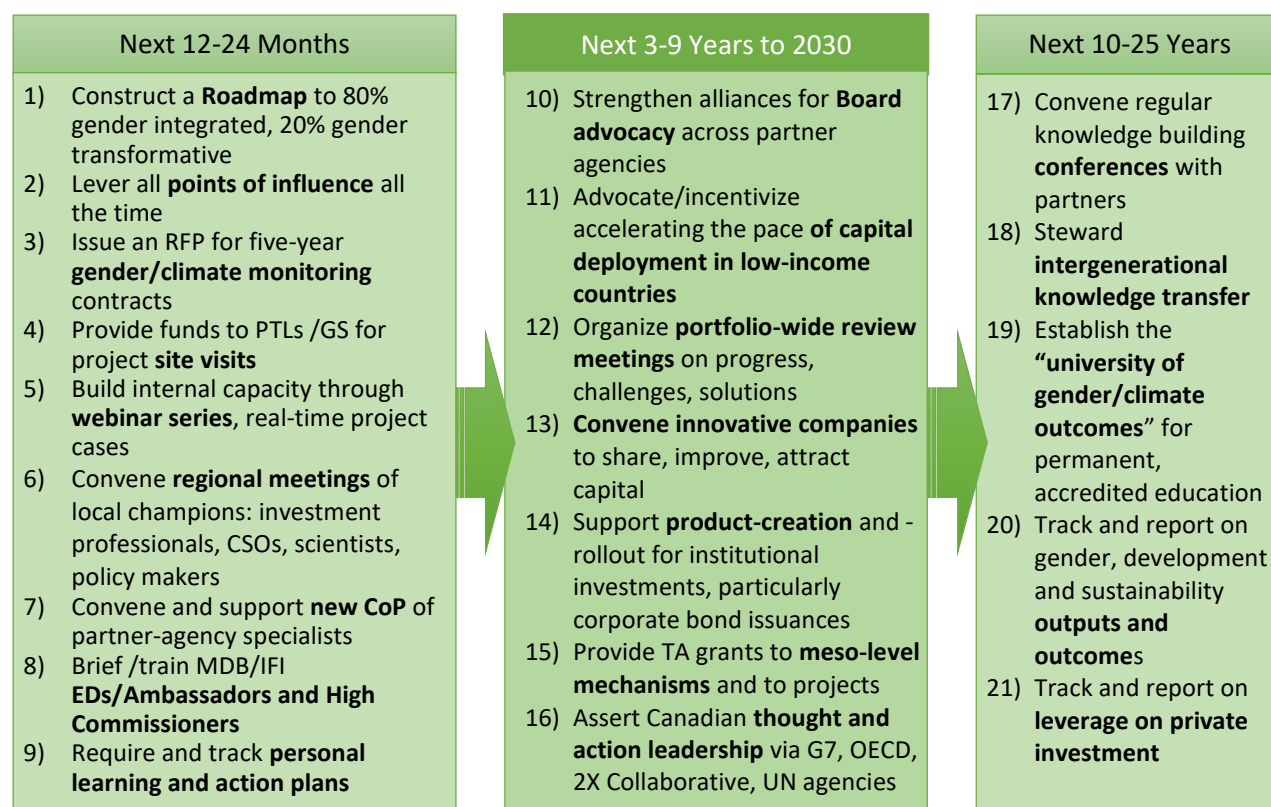 Next 12-24 Months
1) Construct a Roadmap to 80%
gender integrated, 20% gender
transformative
2) Lever all points of influence all
the time
3) Issue an RFP for five-year
gender/climate monitoring
contracts
4) Provide funds to PTLs /GS for
project site visits
5) Build internal capacity through
webinar series, real-time project
cases
6) Convene regional meetings of
local champions: investment
professionals, CSOs, scientists,
policy makers
7) Convene and support new CoP of
partner-agency specialists
8) Brief /train MDB/IFI
EDs/Ambassadors and High
Commissioners
9) Require and track personal
learning and action plans
Next 3-9 Years to 2030
10) Strengthen alliances for Board
advocacy across partner
agencies
11) Advocate/incentivize
accelerating the pace of capital
deployment in low-income
countries
12) Organize portfolio-wide review
meetings on progress,
challenges, solutions
13) Convene innovative companies
to share, improve, attract
capital
14) Support product-creation and -
rollout for institutional
investments, particularly
corporate bond issuances
15) Provide TA grants to meso-level
mechanisms and to projects
16) Assert Canadian thought and
action leadership via G7, OECD,
2X Collaborative, UN agencies
Next 10-25 Years
17) Convene regular
knowledge building
conferences with
partners
18) Steward
intergenerational
knowledge transfer
19) Establish the
“university of
gender/climate
outcomes” for
permanent,
accredited education
20) Track and report on
gender, development
and sustainability
outputs and
outcomes
21) Track and report on
leverage on private
investment